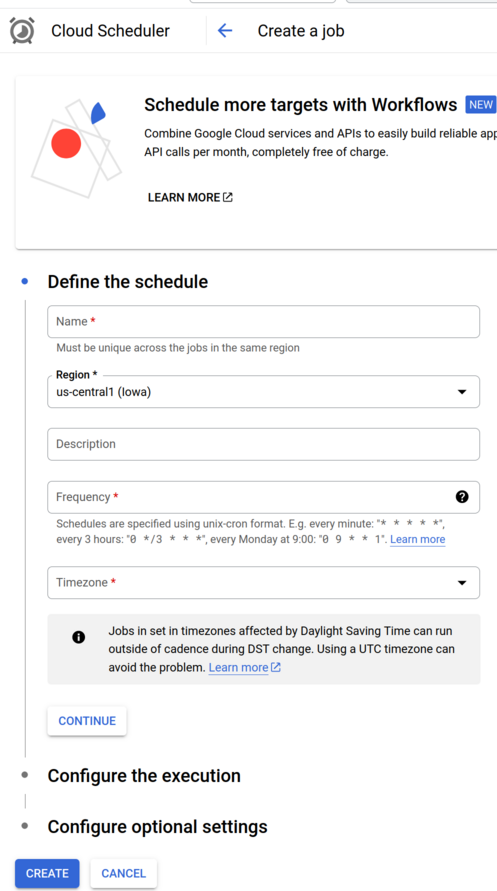 Cloud Scheduler
Create a job
Schedule more targets with Workflows NEW
Combine Google Cloud services and APIs to easily build reliable app
API calls per month, completely free of charge.
LEARN MORE
Define the schedule
Name *
Must be unique across the jobs in the same region
Region *
us-central1 (Iowa)
Description
Frequency *
Schedules are specified using unix-cron format. E.g. every minute: "* * * * *",
every 3 hours: "0 */3 * * *", every Monday at 9:00: "0 9 * * 1". Learn more
Timezone *
Jobs in set in timezones affected by Daylight Saving Time can run
outside of cadence during DST change. Using a UTC timezone can
avoid the problem. Learn more
CONTINUE
Configure the execution
Configure optional settings
CREATE
CANCEL